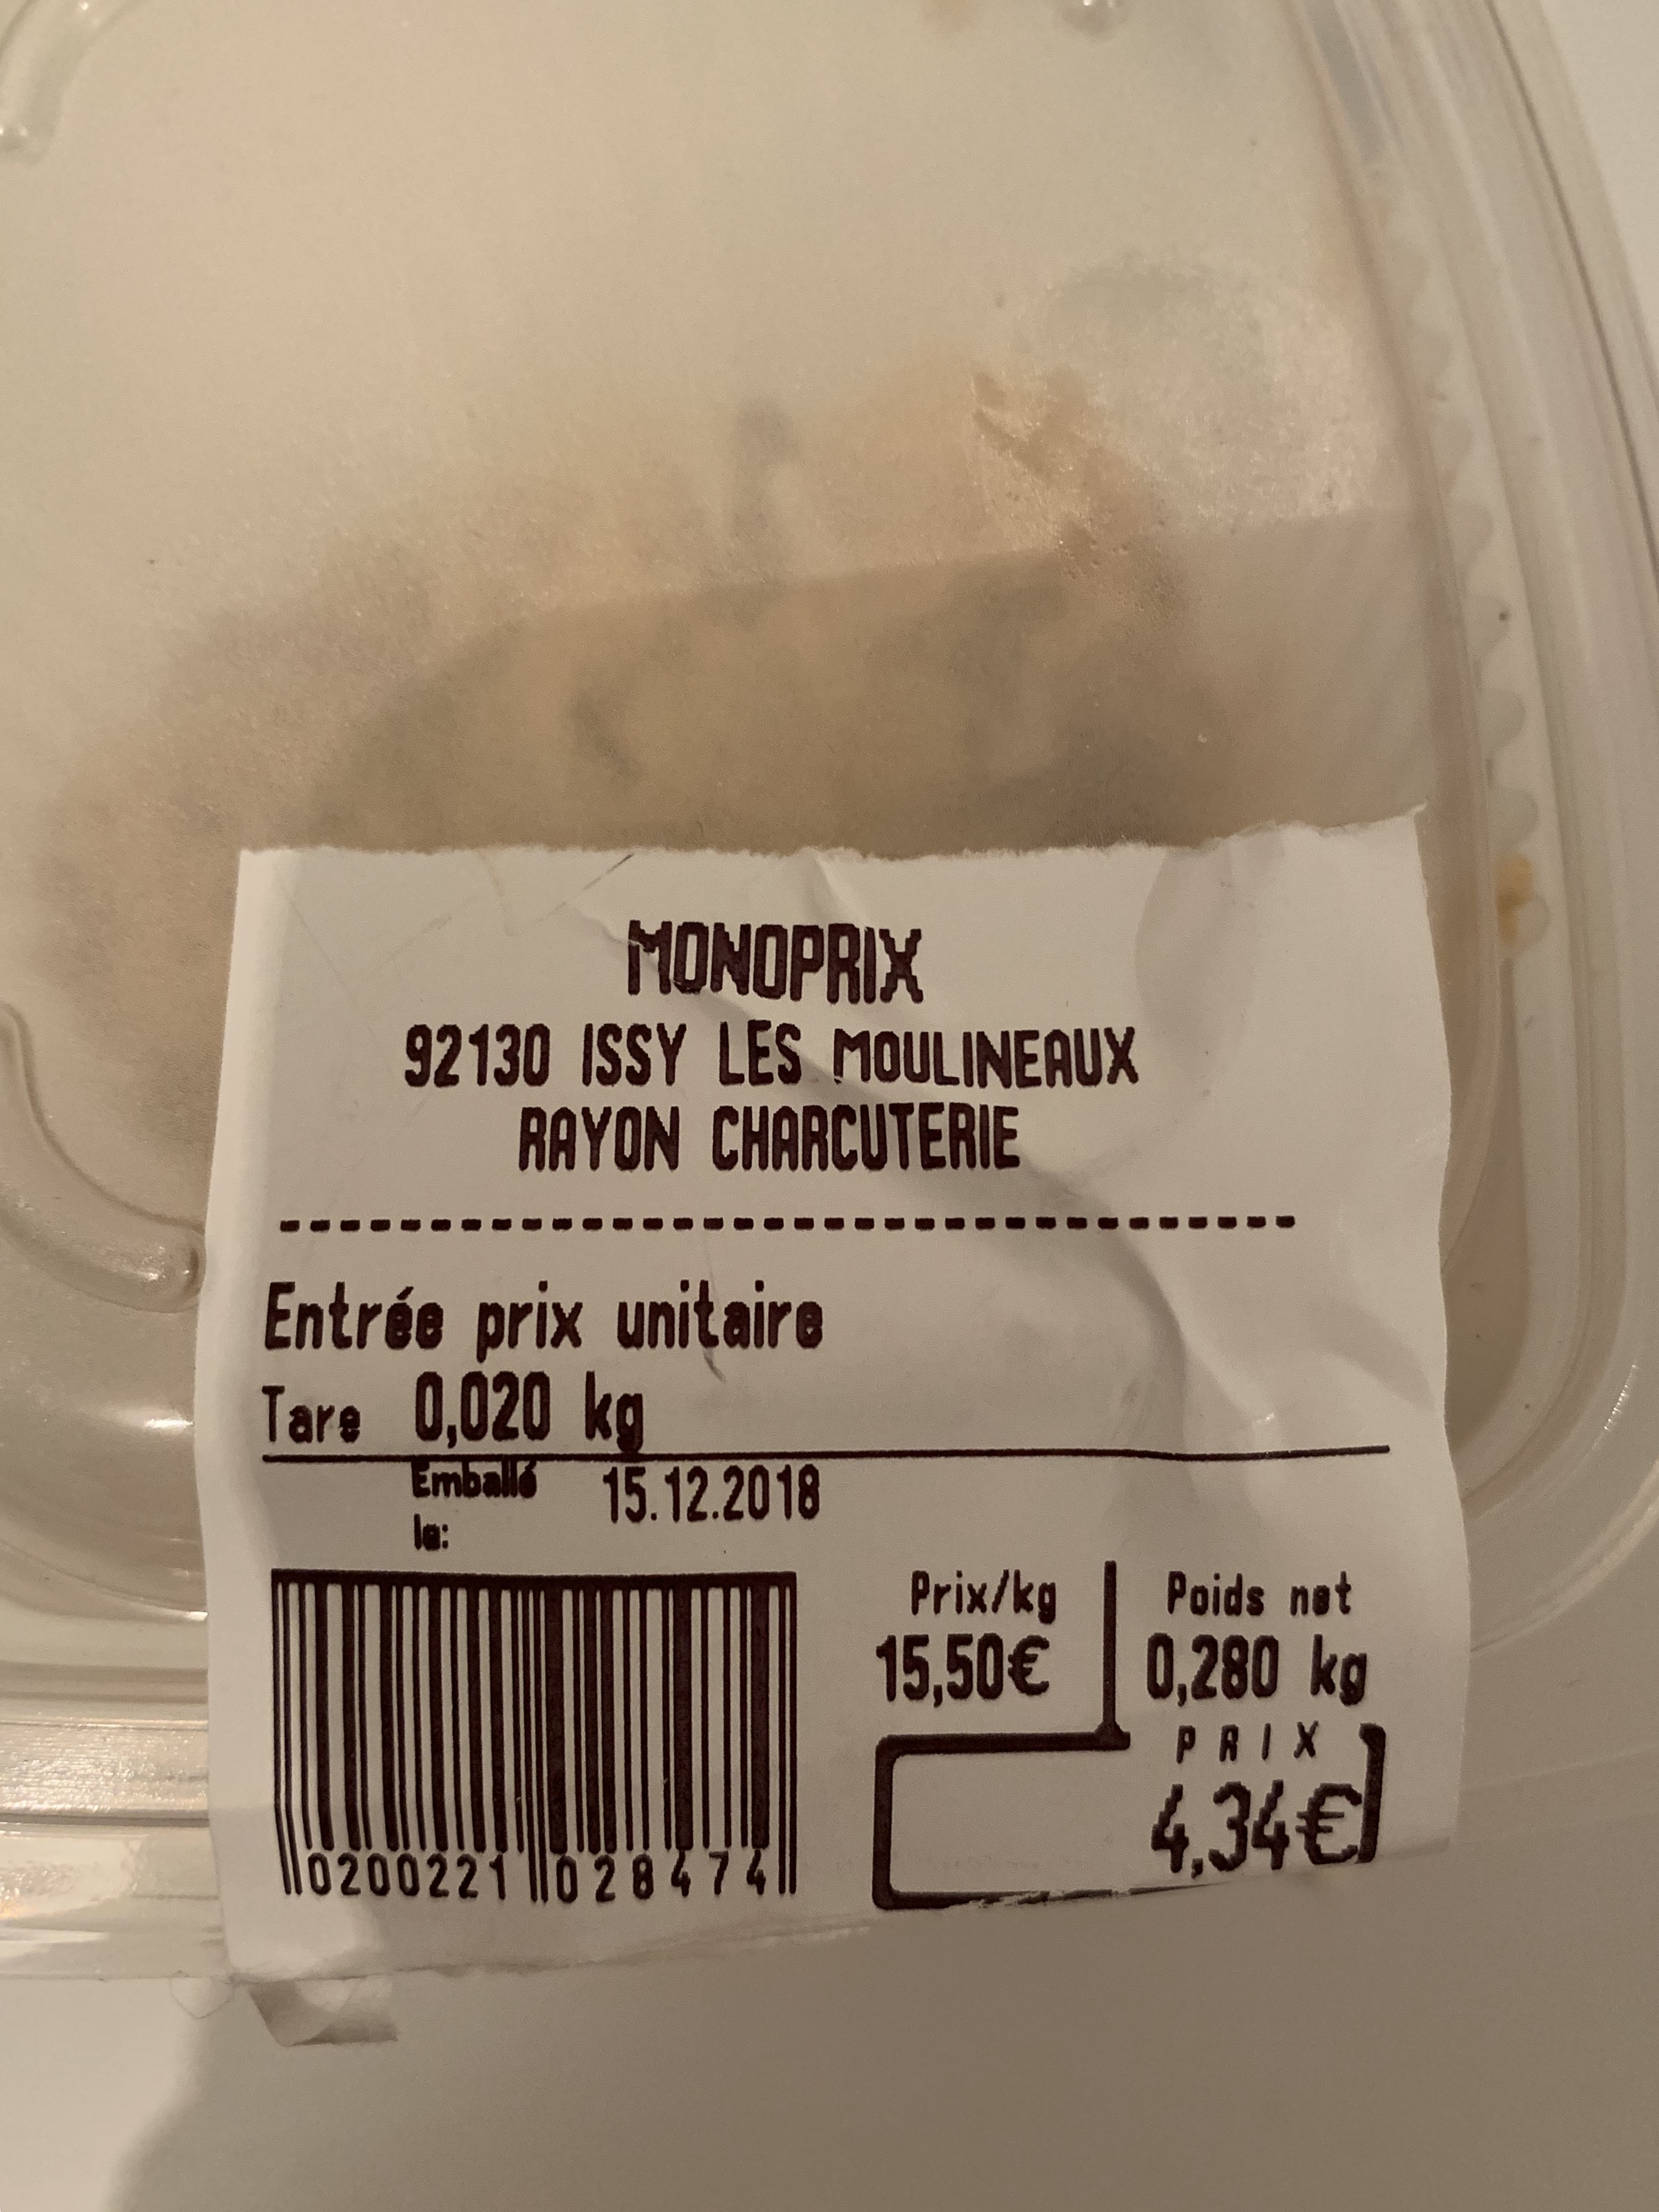 MONOPRIX
92130 ISSY LES MOULINEAUX
RAYON CHARCUTERIE
----------------------------------
Entrée prix unitaire
Tare 0,020 kg
Emballé le: 15.12.2018
Prix/kg Poids net
15,50€ 0,280 kg
PRIX
4,34€
0200221 028474